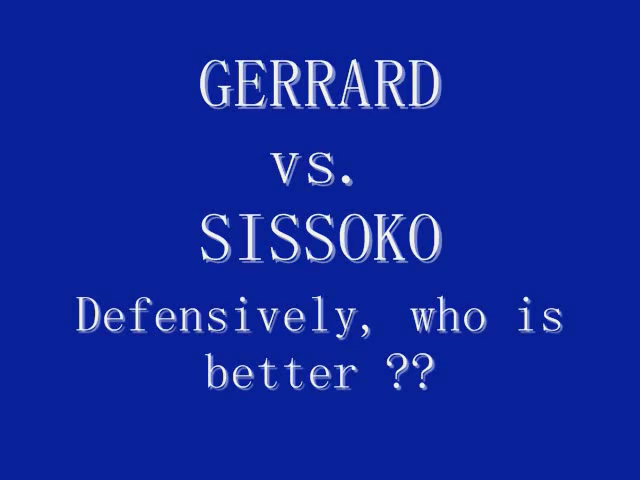 GERRARD
vs.
SISSOKO
Defensively, who is
better ??